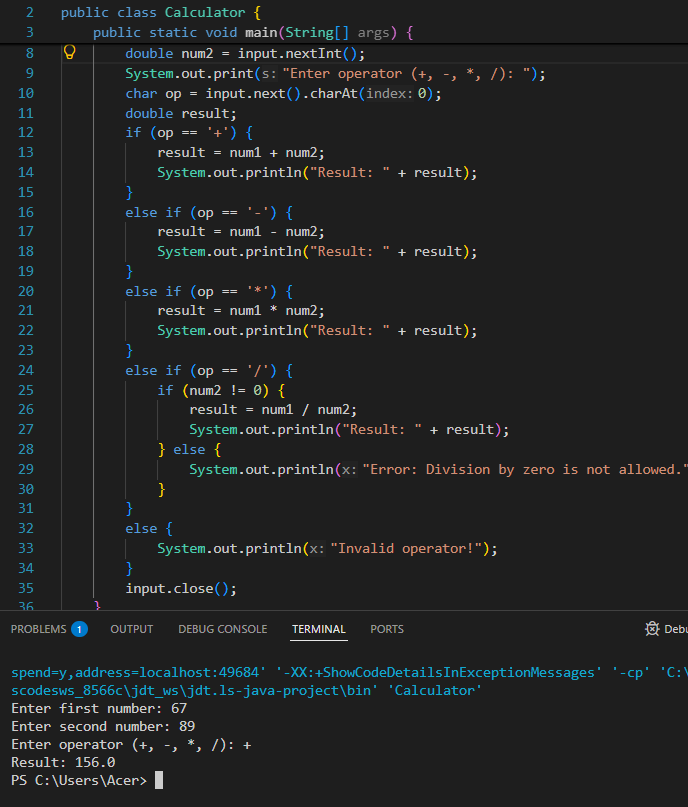 2 public class Calculator {
3 public static void main(String[] args) {
8 double num2 = input.nextInt();
9 System.out.print(s: "Enter operator (+, -, *, /): ");
10 char op = input.next().charAt(index: 0);
11 double result;
12 if (op == '+') {
13 result = num1 + num2;
14 System.out.println("Result: " + result);
15 }
16 else if (op == '-') {
17 result = num1 - num2;
18 System.out.println("Result: " + result);
19 }
20 else if (op == '*') {
21 result = num1 * num2;
22 System.out.println("Result: " + result);
23 }
24 else if (op == '/') {
25 if (num2 != 0) {
26 result = num1 / num2;
27 System.out.println("Result: " + result);
28 } else {
29 System.out.println(x: "Error: Division by zero is not allowed."
30 }
31 }
32 else {
33 System.out.println(x: "Invalid operator!");
34 }
35 input.close();
36 }
PROBLEMS 1 OUTPUT DEBUG CONSOLE TERMINAL PORTS Debu
spend=y,address=localhost:49684' '-XX:+ShowCodeDetailsInExceptionMessages' '-cp' 'C:\
scodesws_8566c\jdt_ws\jdt.ls-java-project\bin' 'Calculator'
Enter first number: 67
Enter second number: 89
Enter operator (+, -, *, /): +
Result: 156.0
PS C:\Users\Acer>